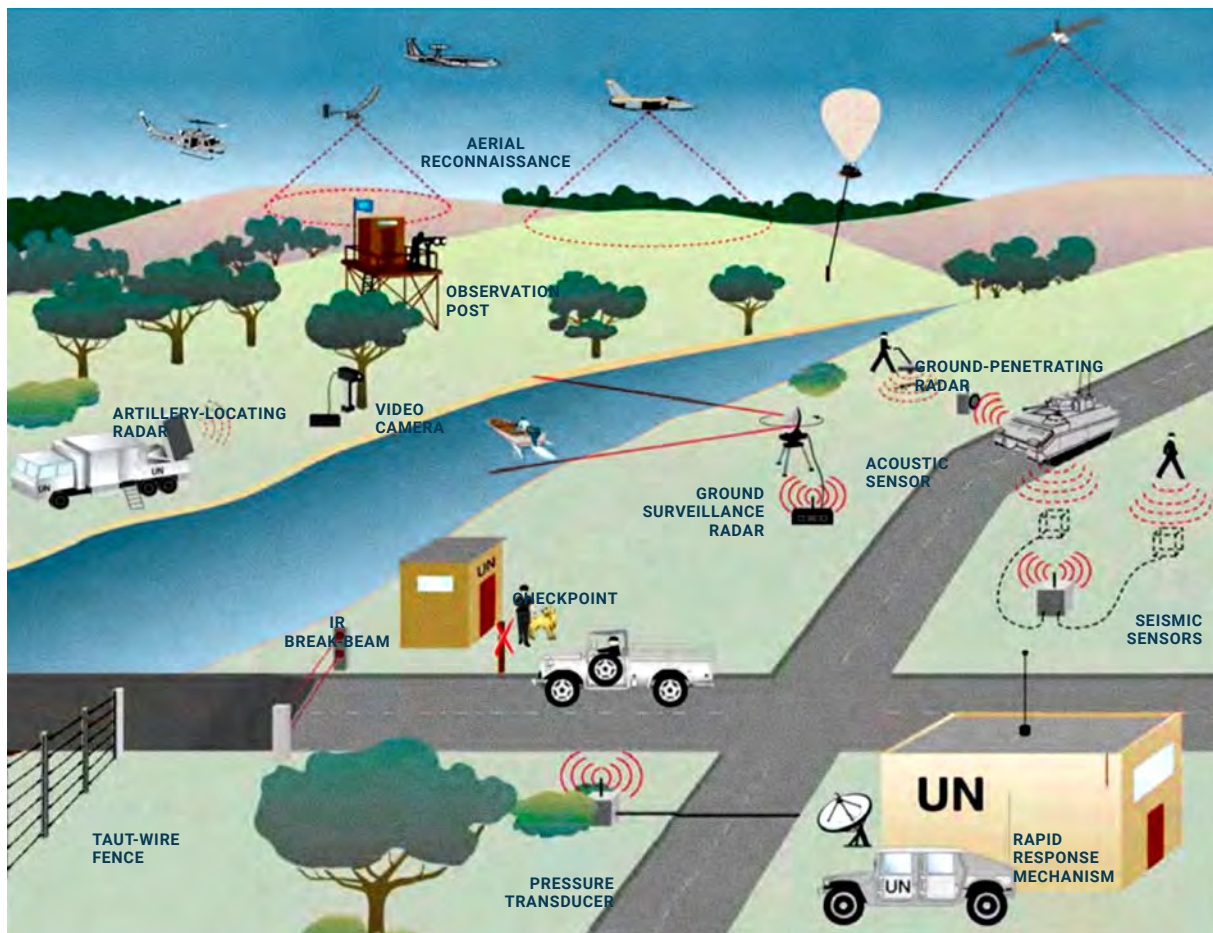 AERIAL
RECONNAISSANCE
OBSERVATION
POST
GROUND-PENETRATING
RADAR
ARTILLERY-LOCATING
RADAR
VIDEO
CAMERA
UN
UN
ACOUSTIC
SENSOR
GROUND
SURVEILLANCE
RADAR
UN
CHECKPOINT
IR
BREAK-BEAM
SEISMIC
SENSORS
UN
TAUT-WIRE
FENCE
RAPID
RESPONSE
MECHANISM
UN
PRESSURE
TRANSDUCER